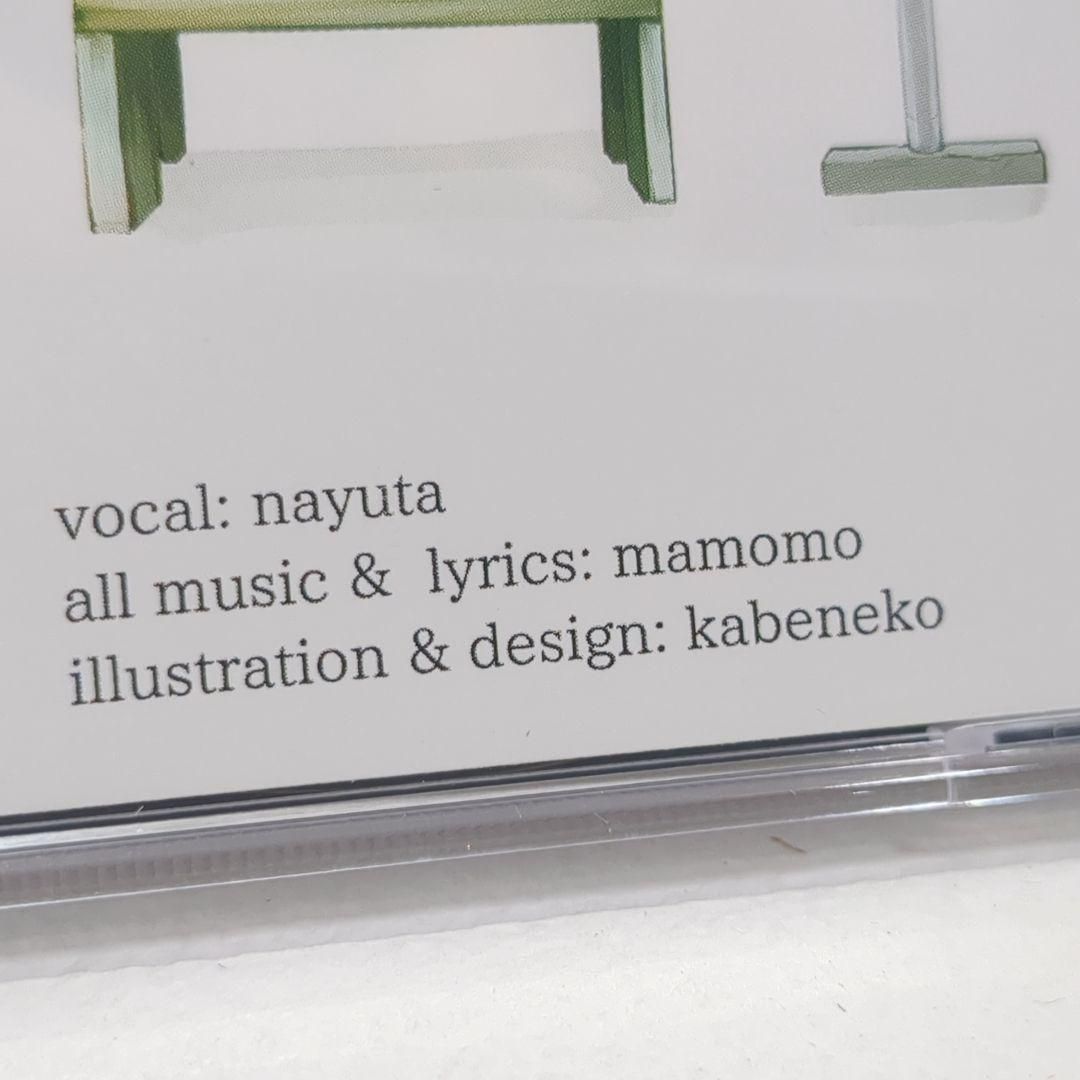 vocal: nayuta
all music & lyrics: mamomo
illustration & design: kabeneko